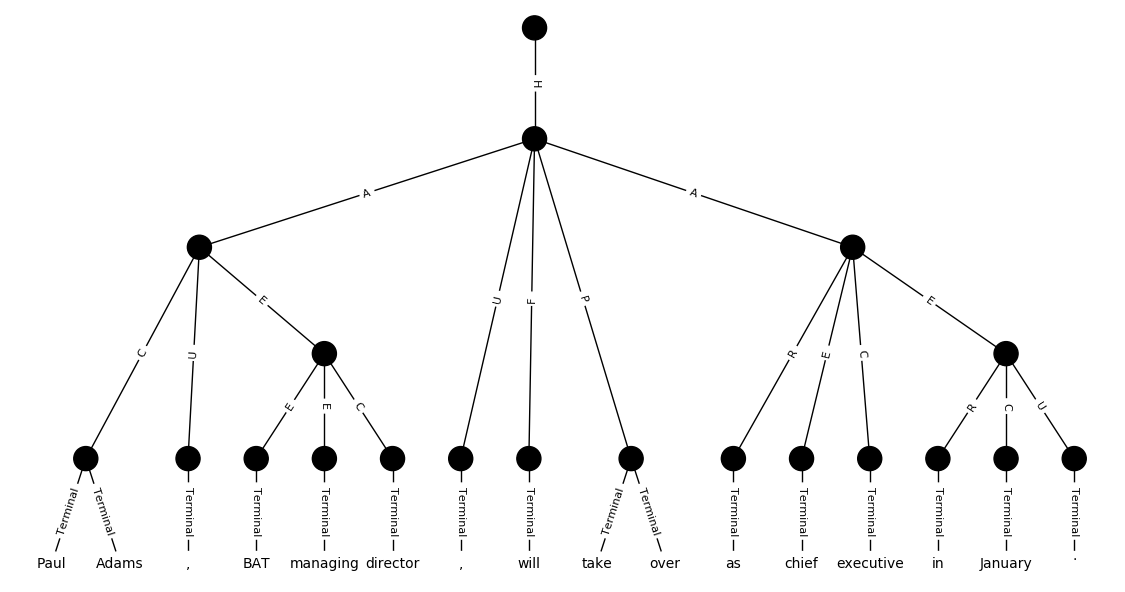 H
A A
U F P
E E
C U R E C
E E C R C U
Terminal Terminal Terminal Terminal Terminal Terminal Terminal Terminal Terminal Terminal Terminal Terminal Terminal Terminal Terminal Terminal
Paul Adams , BAT managing director , will take over as chief executive in January .